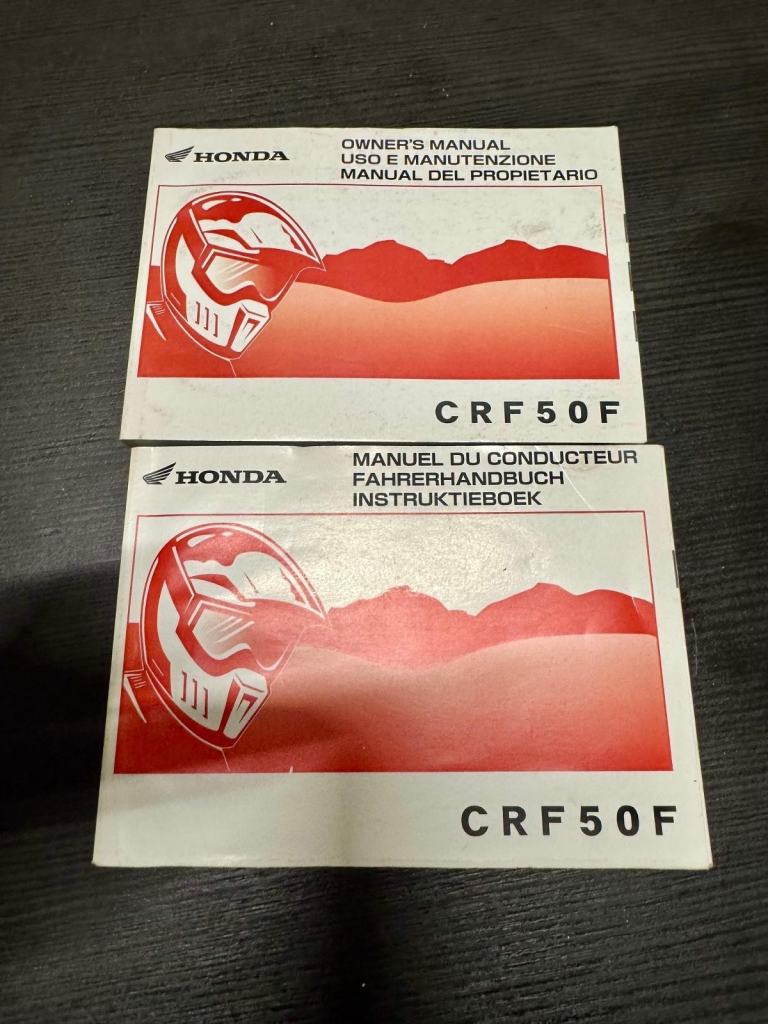 HONDA
OWNER'S MANUAL
USO E MANUTENZIONE
MANUAL DEL PROPIETARIO
CRF50F
HONDA
MANUEL DU CONDUCTEUR
FAHRERHANDBUCH
INSTRUKTIEBOEK
CRF50F